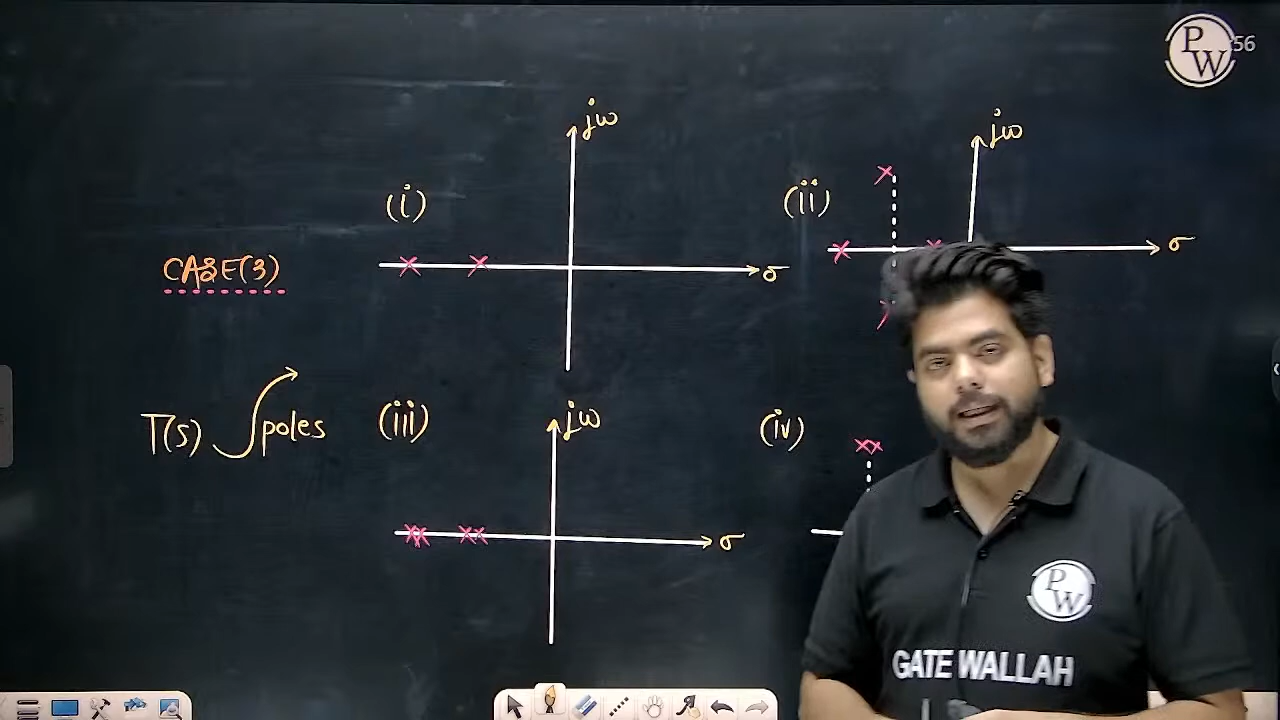 PW
56
jω
jω
(i)
(ii)
σ
CASE(3)
σ
T(s) poles
(iii)
jω
(iv)
σ
PW
GATE WALLAH